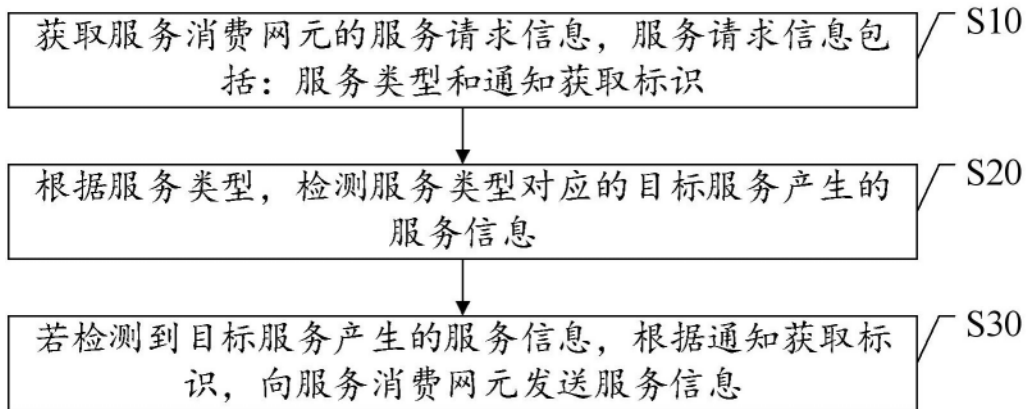 获取服务消费网元的服务请求信息，服务请求信息包
括：服务类型和通知获取标识
S10
根据服务类型，检测服务类型对应的目标服务产生的
服务信息
S20
若检测到目标服务产生的服务信息，根据通知获取标
识，向服务消费网元发送服务信息
S30